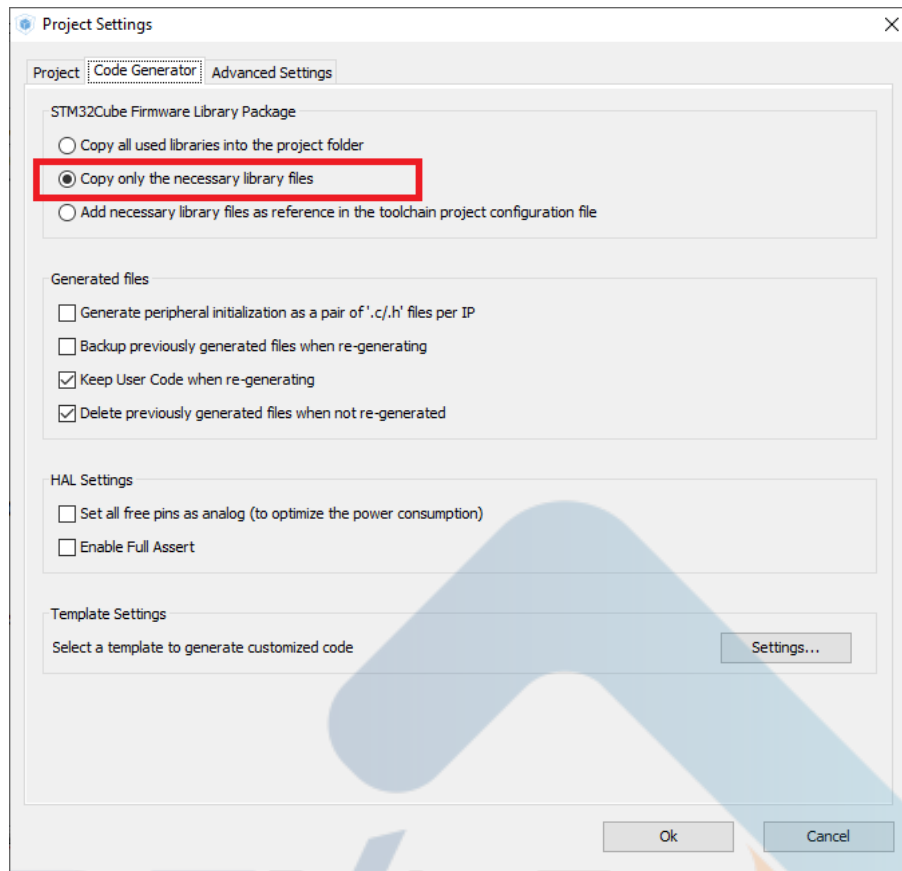 Project Settings
Project Code Generator Advanced Settings
STM32Cube Firmware Library Package
Copy all used libraries into the project folder
Copy only the necessary library files
Add necessary library files as reference in the toolchain project configuration file
Generated files
Generate peripheral initialization as a pair of '.c/.h' files per IP
Backup previously generated files when re-generating
Keep User Code when re-generating
Delete previously generated files when not re-generated
HAL Settings
Set all free pins as analog (to optimize the power consumption)
Enable Full Assert
Template Settings
Select a template to generate customized code Settings...
Ok Cancel